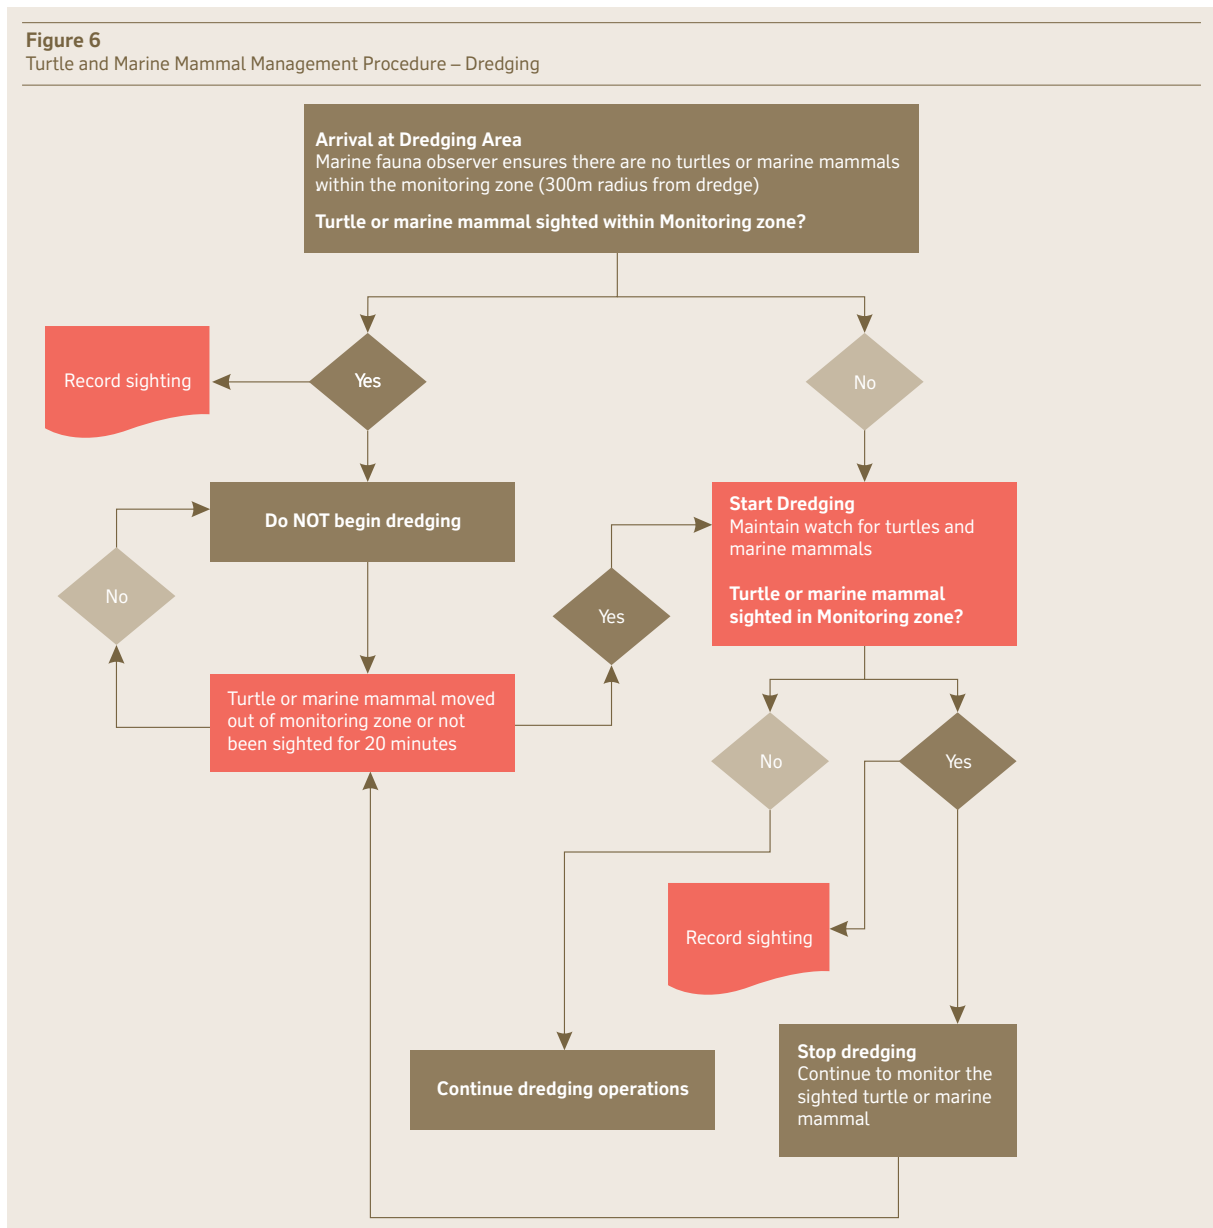 Figure 6
Turtle and Marine Mammal Management Procedure – Dredging
Arrival at Dredging Area
Marine fauna observer ensures there are no turtles or marine mammals
within the monitoring zone (300m radius from dredge)
Turtle or marine mammal sighted within Monitoring zone?
Record sighting
Yes
No
Do NOT begin dredging
Start Dredging
Maintain watch for turtles and
marine mammals
Turtle or marine mammal
sighted in Monitoring zone?
No
Yes
Turtle or marine mammal moved
out of monitoring zone or not
been sighted for 20 minutes
No
Yes
Record sighting
Continue dredging operations
Stop dredging
Continue to monitor the
sighted turtle or marine
mammal